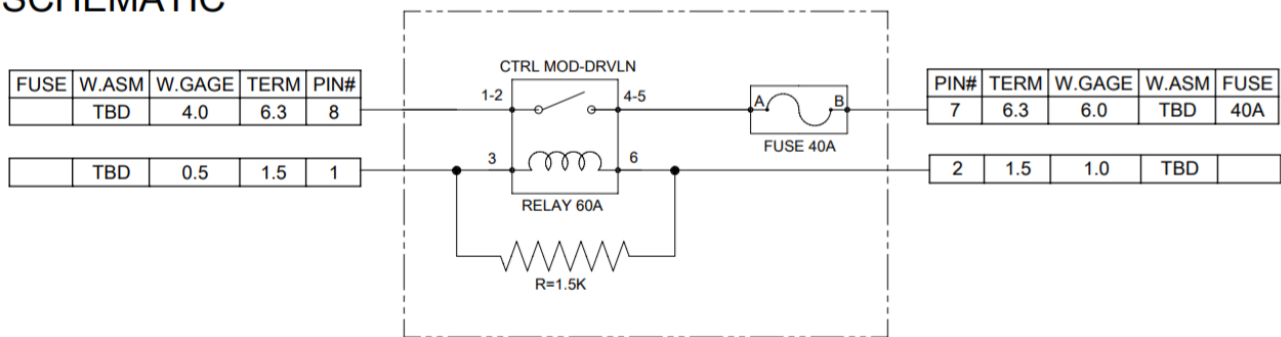 SCHEMATIC
FUSE W.ASM W.GAGE TERM PIN#
TBD 4.0 6.3 8
TBD 0.5 1.5 1
CTRL MOD-DRVLN
1-2 4-5
3 6
RELAY 60A
R=1.5K
A B
FUSE 40A
PIN# TERM W.GAGE W.ASM FUSE
7 6.3 6.0 TBD 40A
2 1.5 1.0 TBD